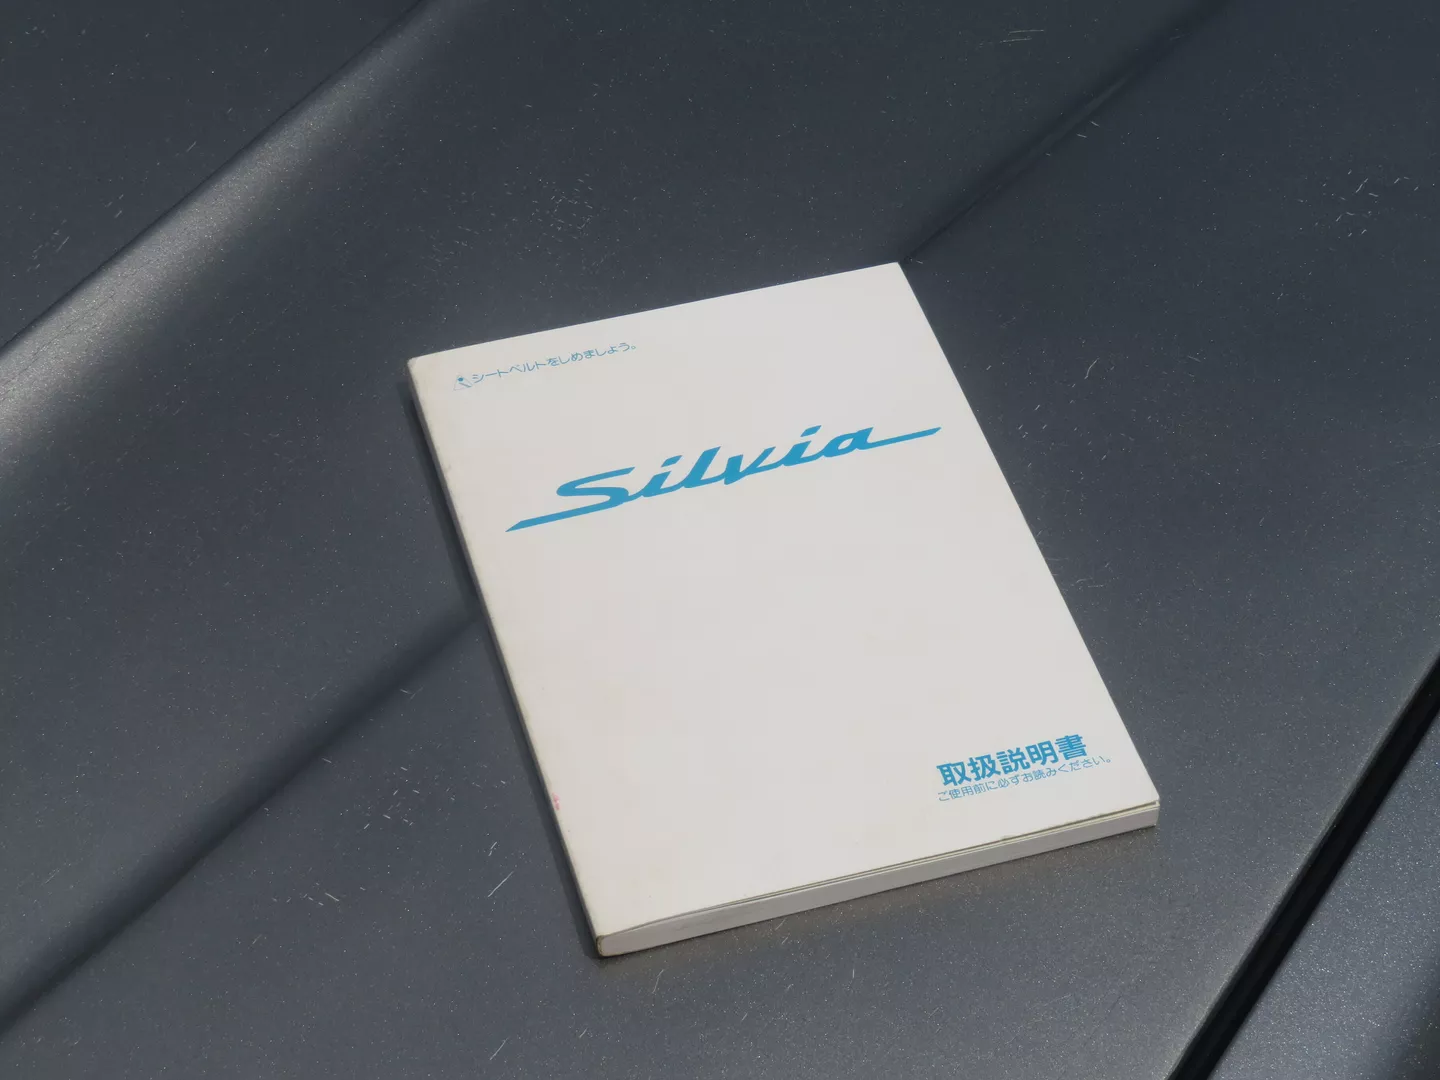 シートベルトをしめましょう。
Silvia
取扱説明書
ご使用前に必ずお読みください。